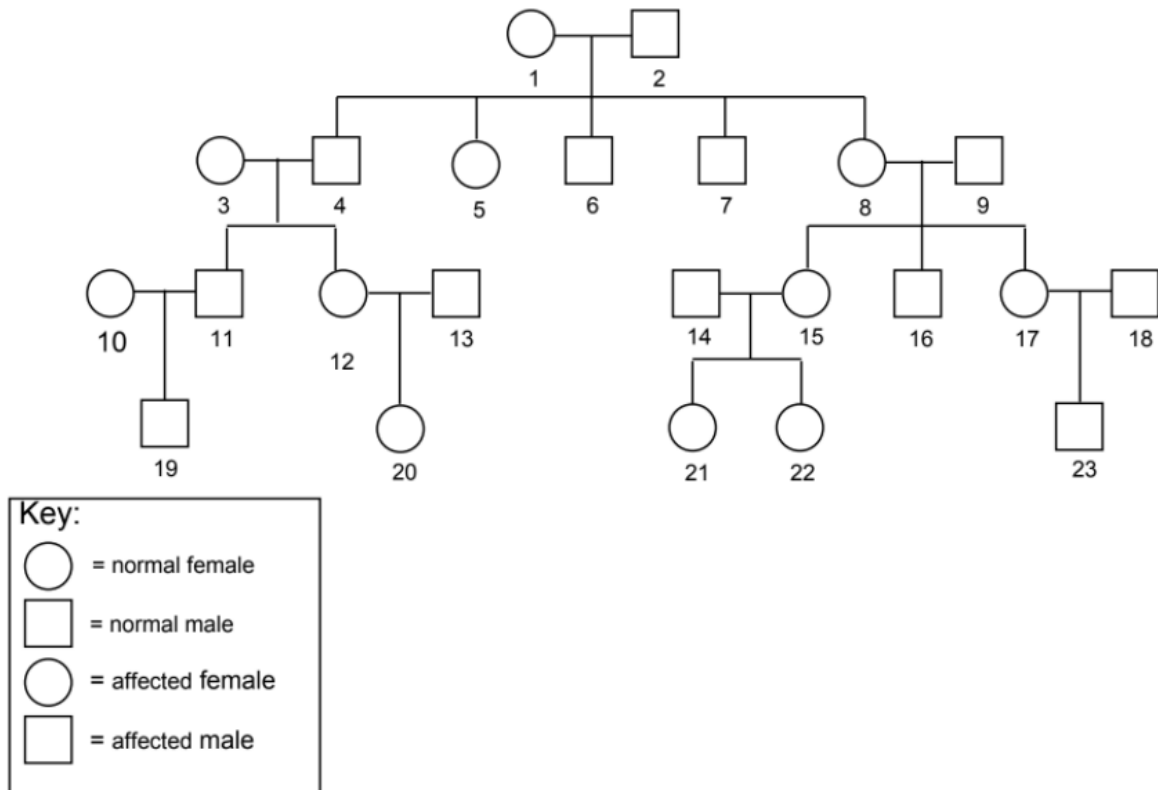 1 2
3 4 5 6 7 8 9
10 11 12 13 14 15 16 17 18
19 20 21 22 23
Key:
= normal female
= normal male
= affected female
= affected male